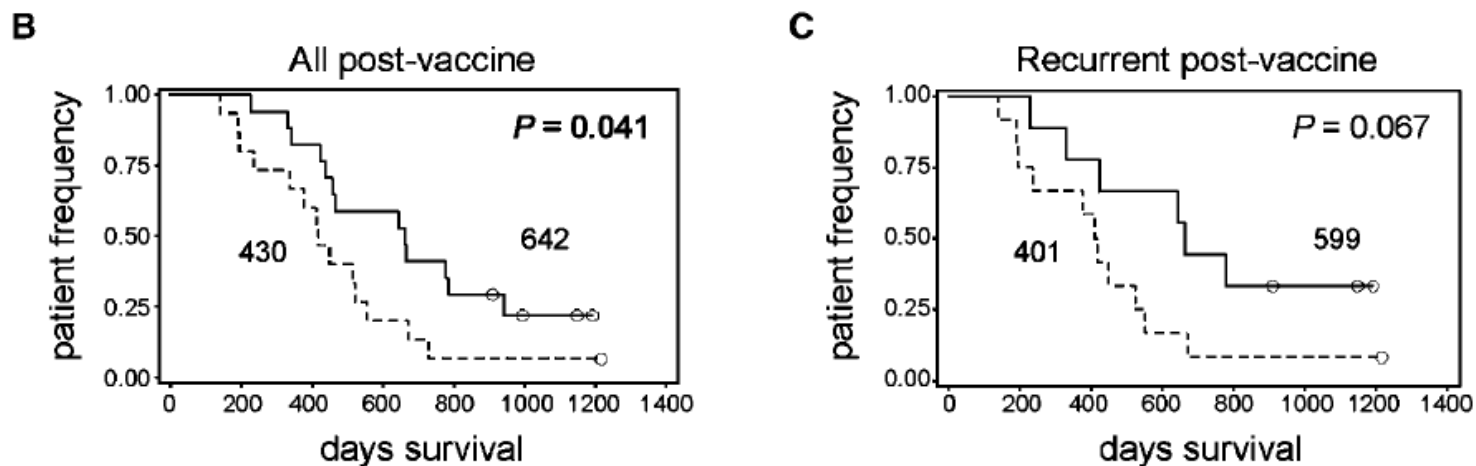 B
All post-vaccine
P = 0.041
430
642
patient frequency
1.00
0.75
0.50
0.25
0.00
0 200 400 600 800 1000 1200 1400
days survival
C
Recurrent post-vaccine
P = 0.067
401
599
patient frequency
1.00
0.75
0.50
0.25
0.00
0 200 400 600 800 1000 1200 1400
days survival